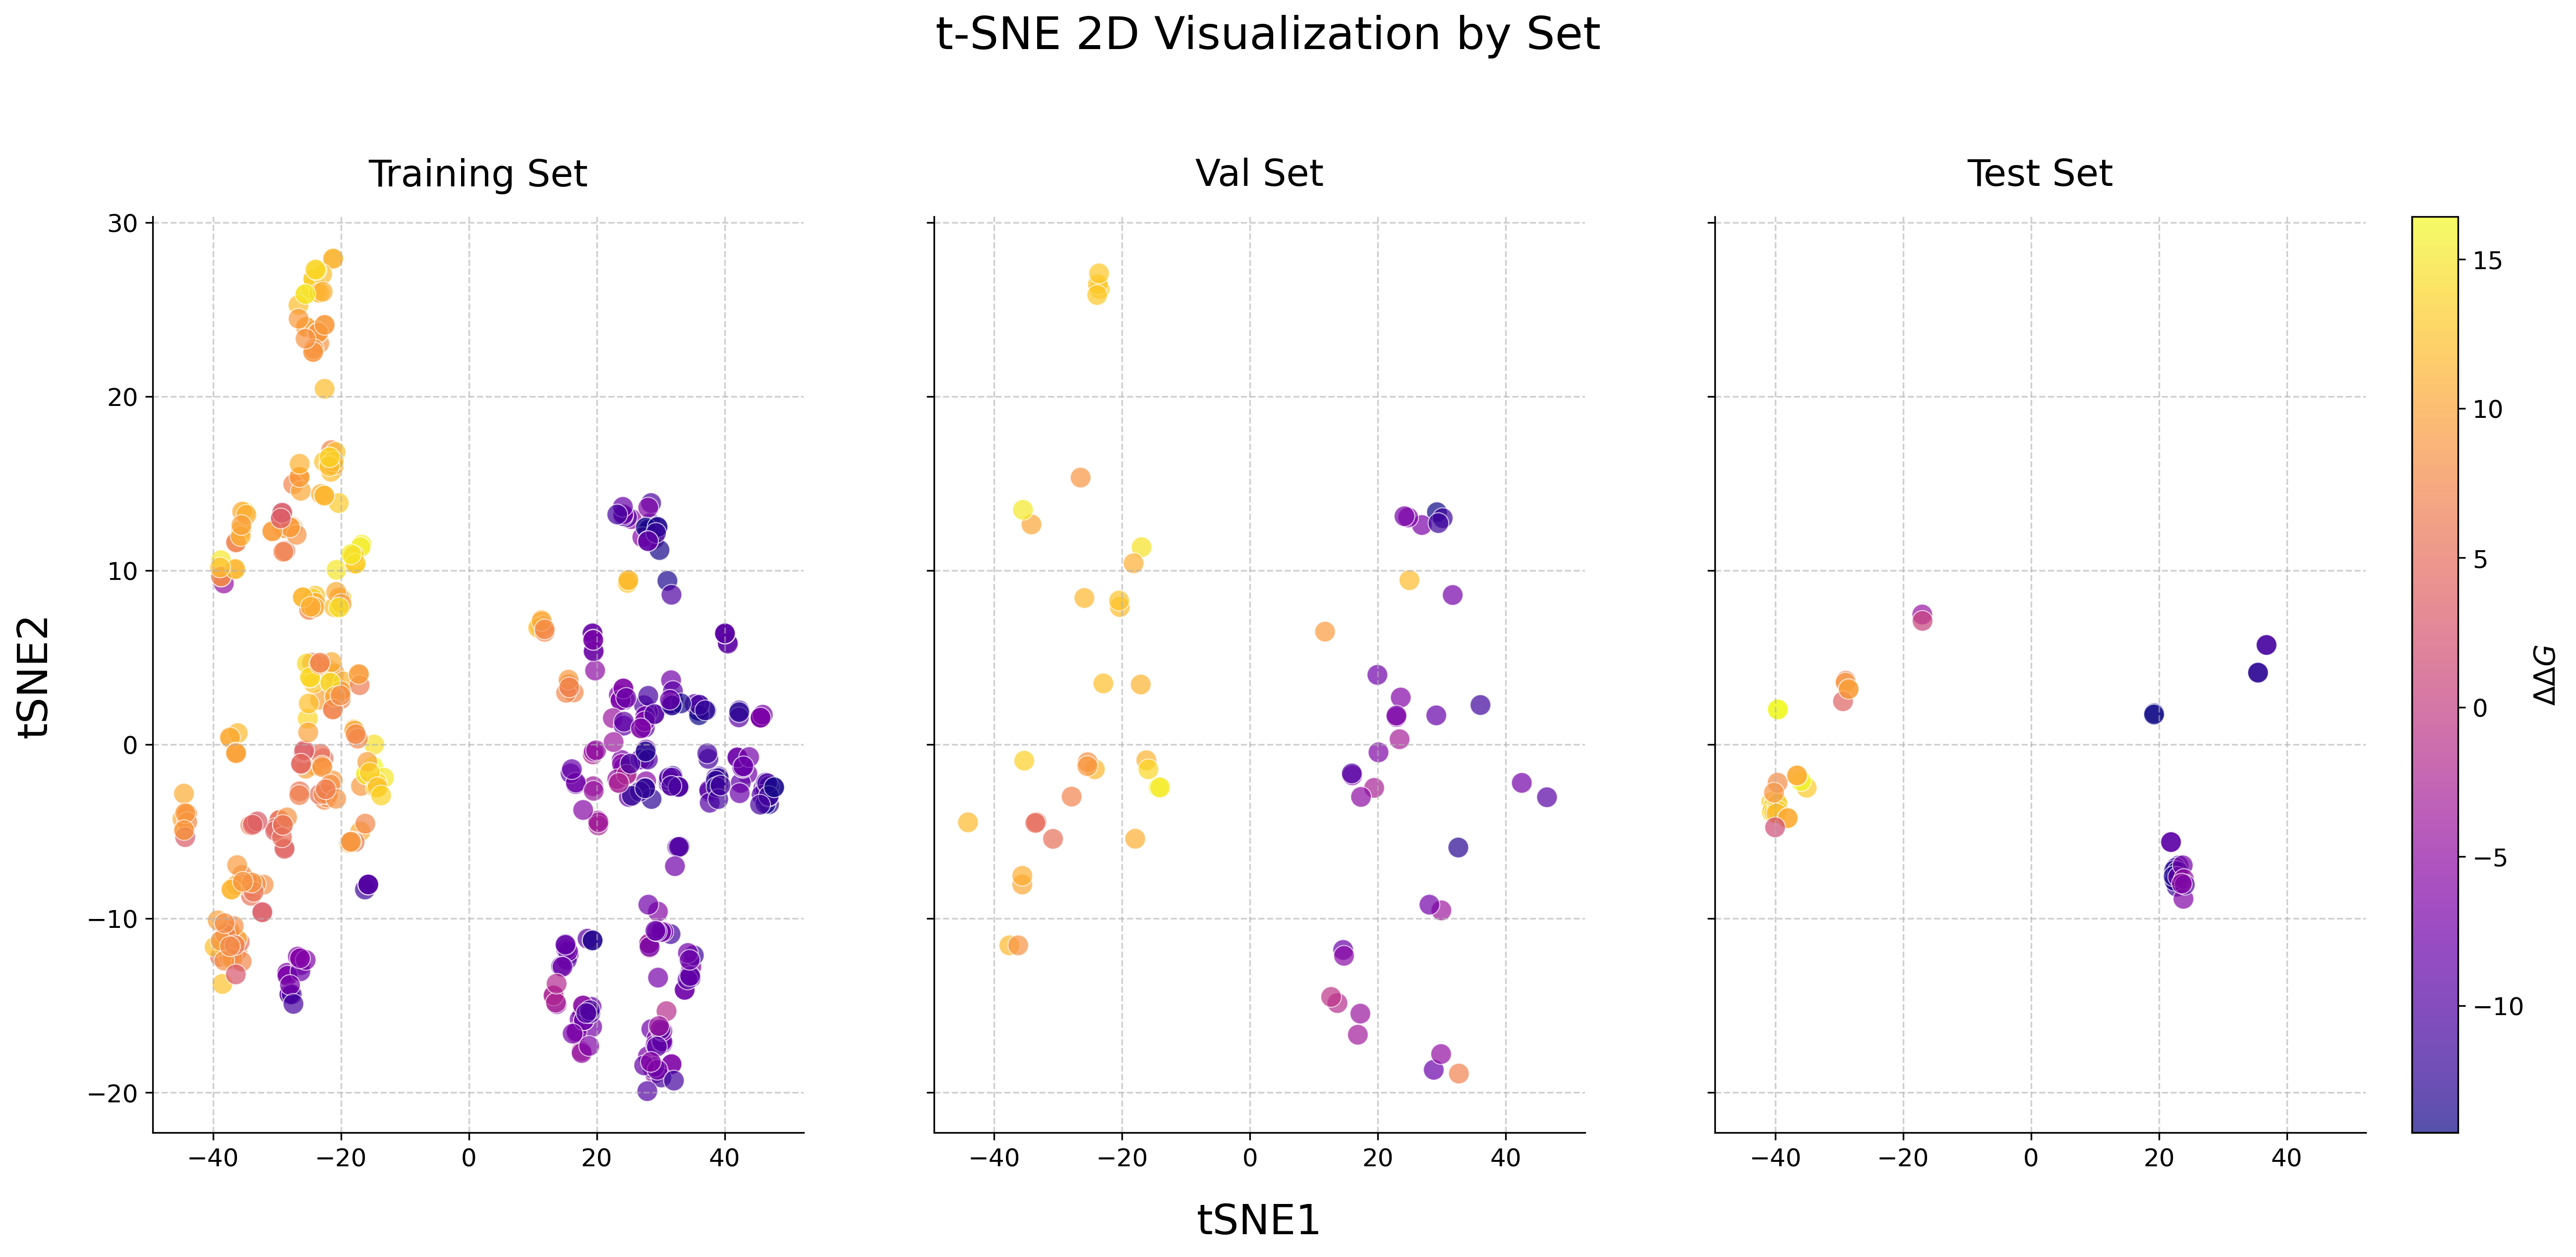 t-SNE 2D Visualization by Set
Training Set
Val Set
Test Set
30
20
10
0
−10
−20
tSNE2
−40 −20 0 20 40
−40 −20 0 20 40
−40 −20 0 20 40
tSNE1
15
10
5
0
−5
−10
ΔΔG